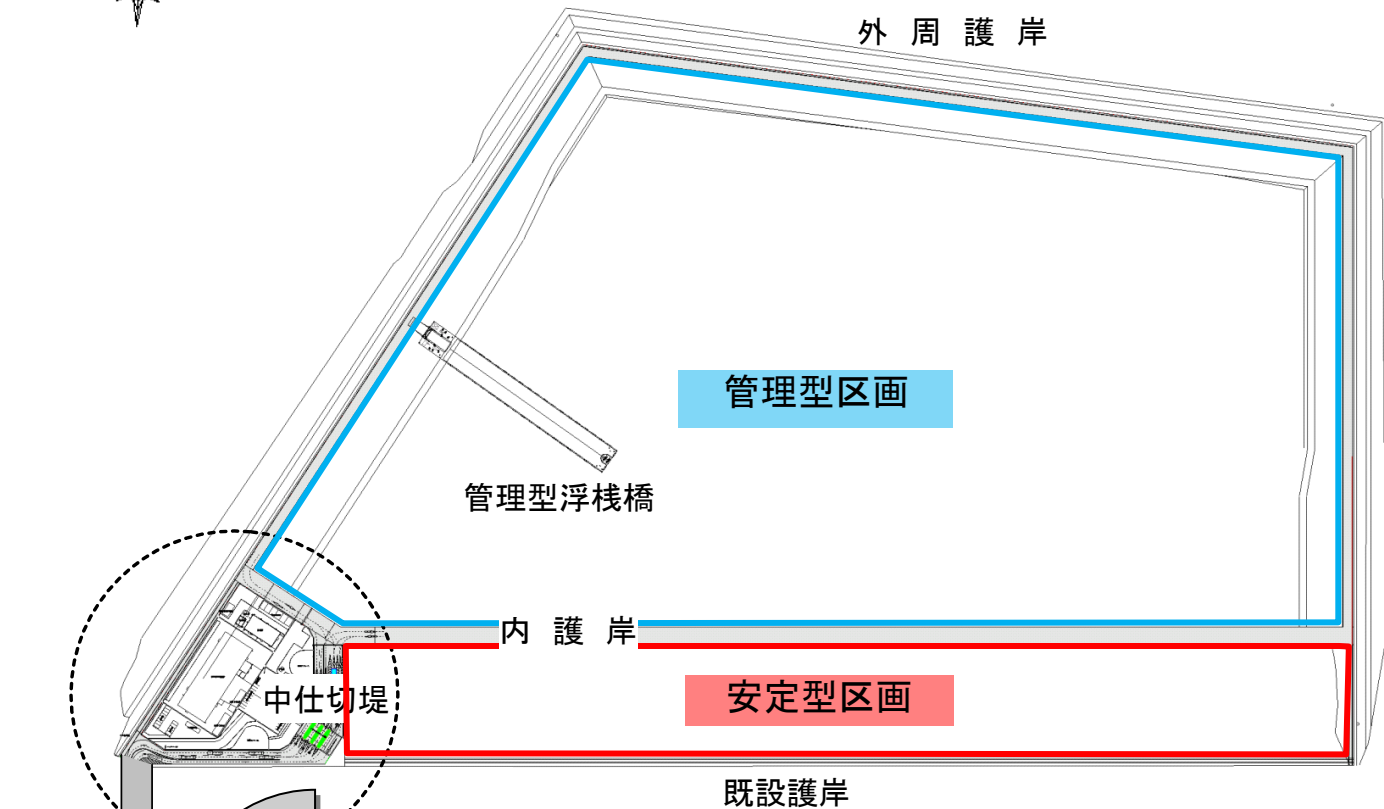 外周護岸
管理型区画
管理型浮桟橋
内護岸
中仕切堤
安定型区画
既設護岸